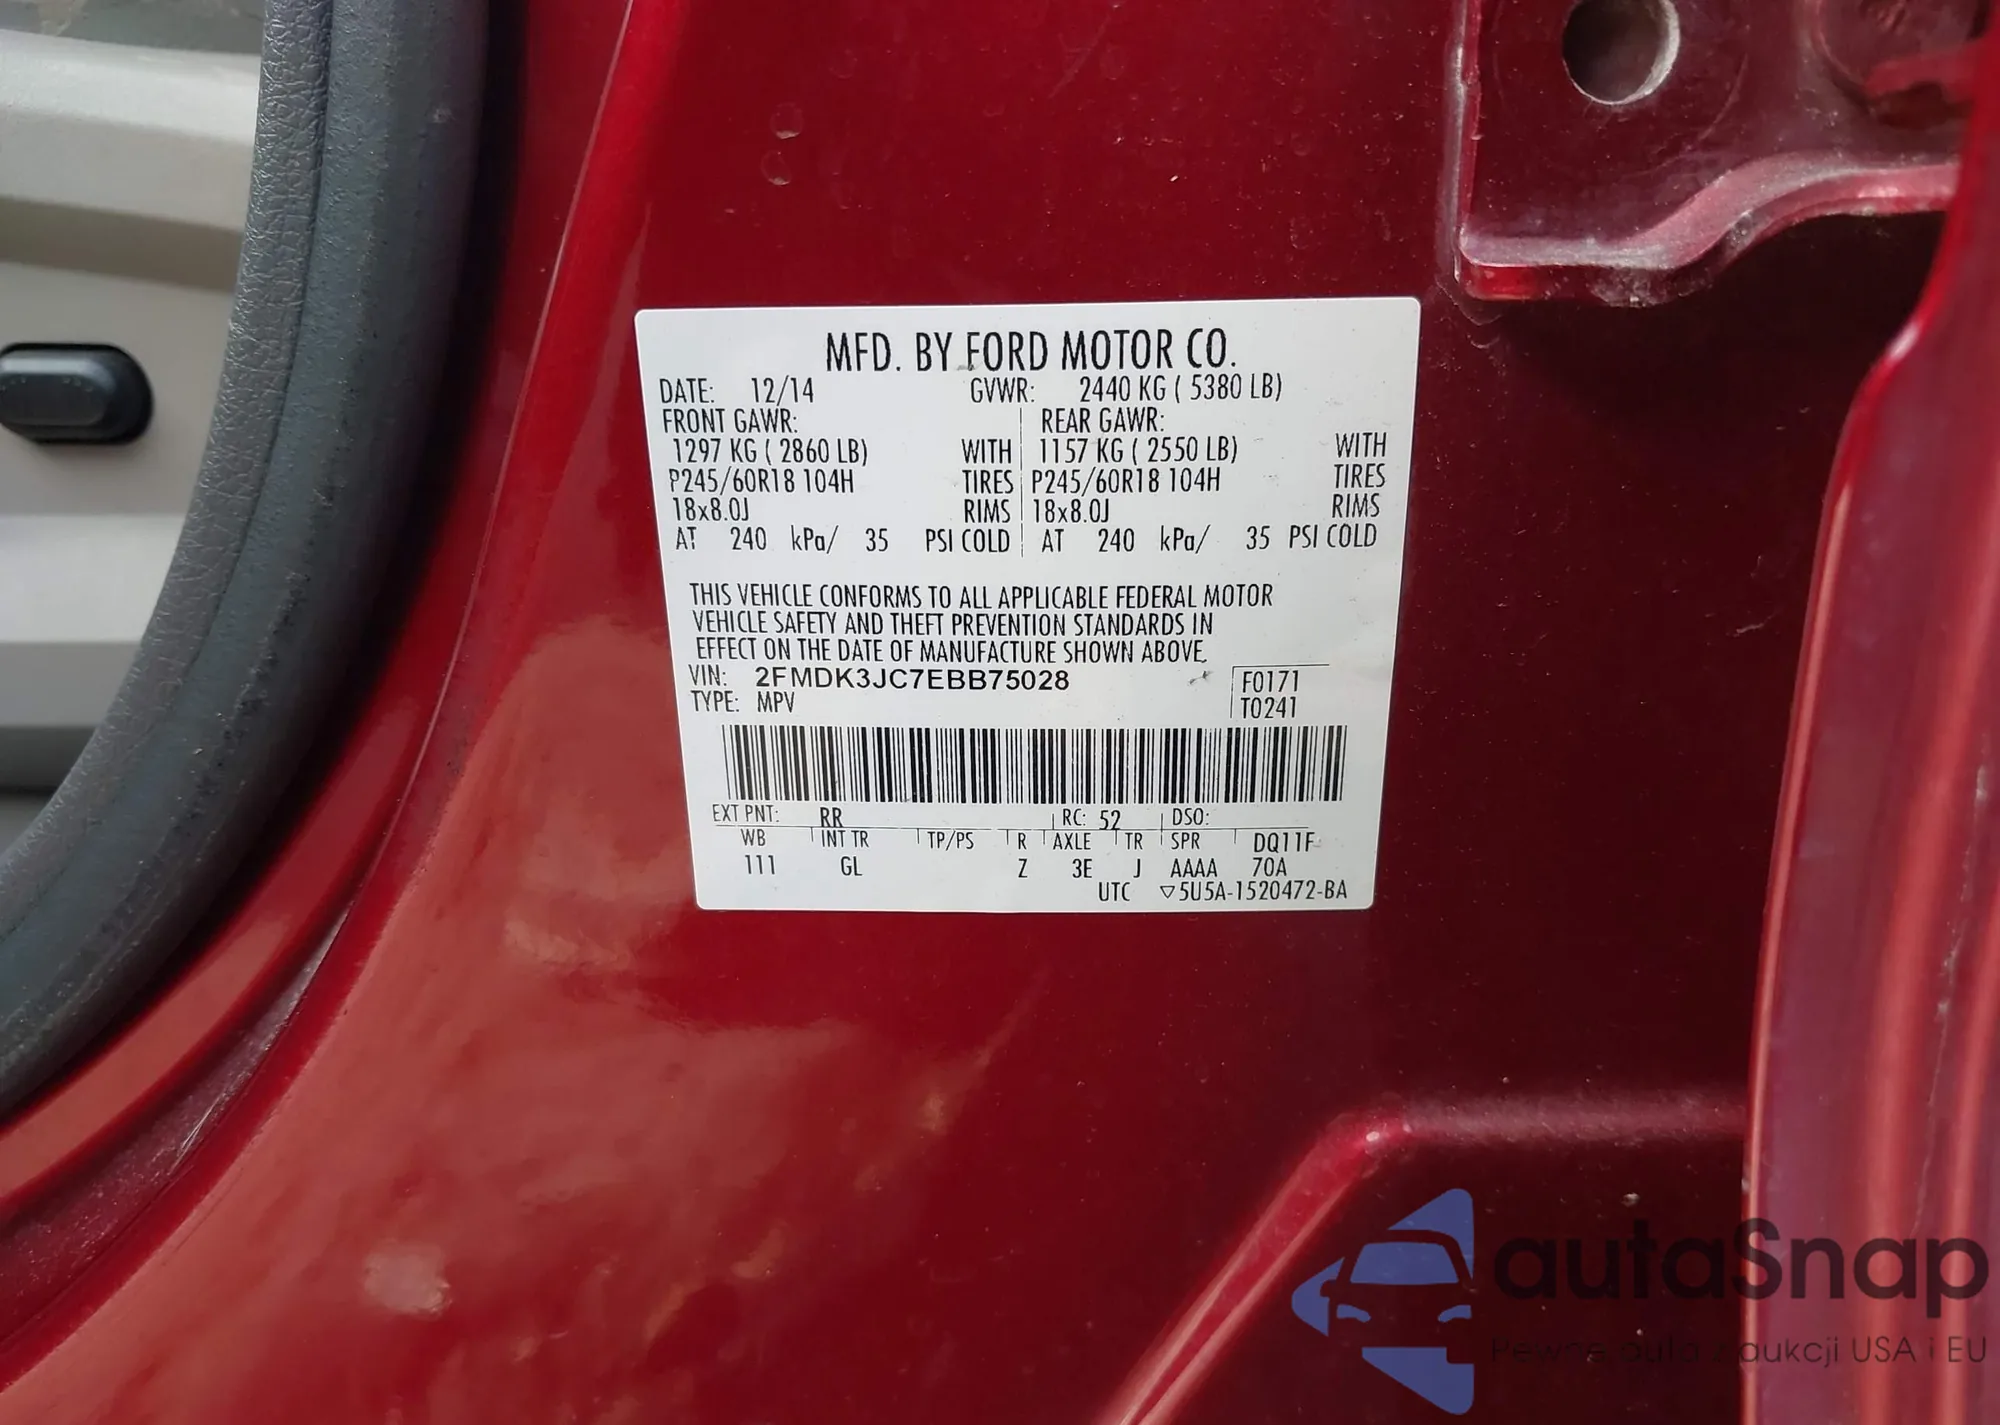 MFD. BY FORD MOTOR CO.
DATE: 12/14 GVWR: 2440 KG ( 5380 LB)
FRONT GAWR: REAR GAWR:
1297 KG ( 2860 LB) WITH 1157 KG ( 2550 LB) WITH
P245/60R18 104H TIRES P245/60R18 104H TIRES
18x8.0J RIMS 18x8.0J RIMS
AT 240 kPa/ 35 PSI COLD AT 240 kPa/ 35 PSI COLD
THIS VEHICLE CONFORMS TO ALL APPLICABLE FEDERAL MOTOR
VEHICLE SAFETY AND THEFT PREVENTION STANDARDS IN
EFFECT ON THE DATE OF MANUFACTURE SHOWN ABOVE.
VIN: 2FMDK3JC7EBB75028 F0171
TYPE: MPV T0241
EXT PNT: RR RC: 52 DSO:
WB INT TR TP/PS R AXLE TR SPR DQ11F
111 GL Z 3E J AAAA 70A
UTC ▽5U5A-1520472-BA
autaSnap
Pewne auta z aukcji USA i EU